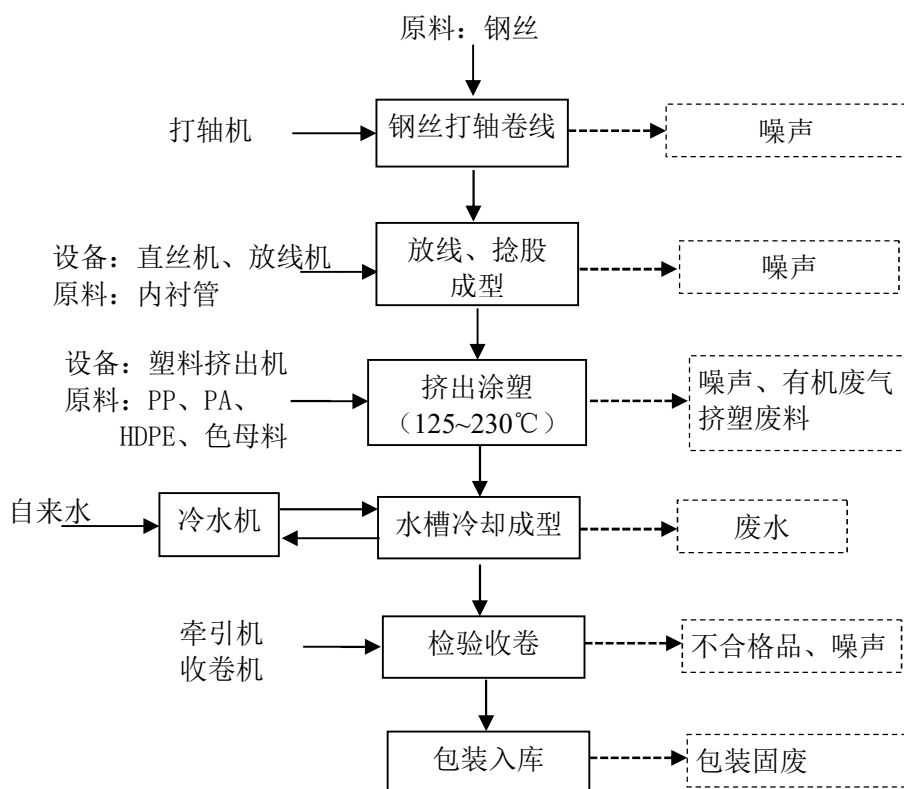 原料：钢丝
打轴机
钢丝打轴卷线
噪声
设备：直丝机、放线机
原料：内衬管
放线、捻股
成型
噪声
设备：塑料挤出机
原料：PP、PA、
HDPE、色母料
挤出涂塑
（125~230℃）
噪声、有机废气
挤塑废料
自来水
冷水机
水槽冷却成型
废水
牵引机
收卷机
检验收卷
不合格品、噪声
包装入库
包装固废